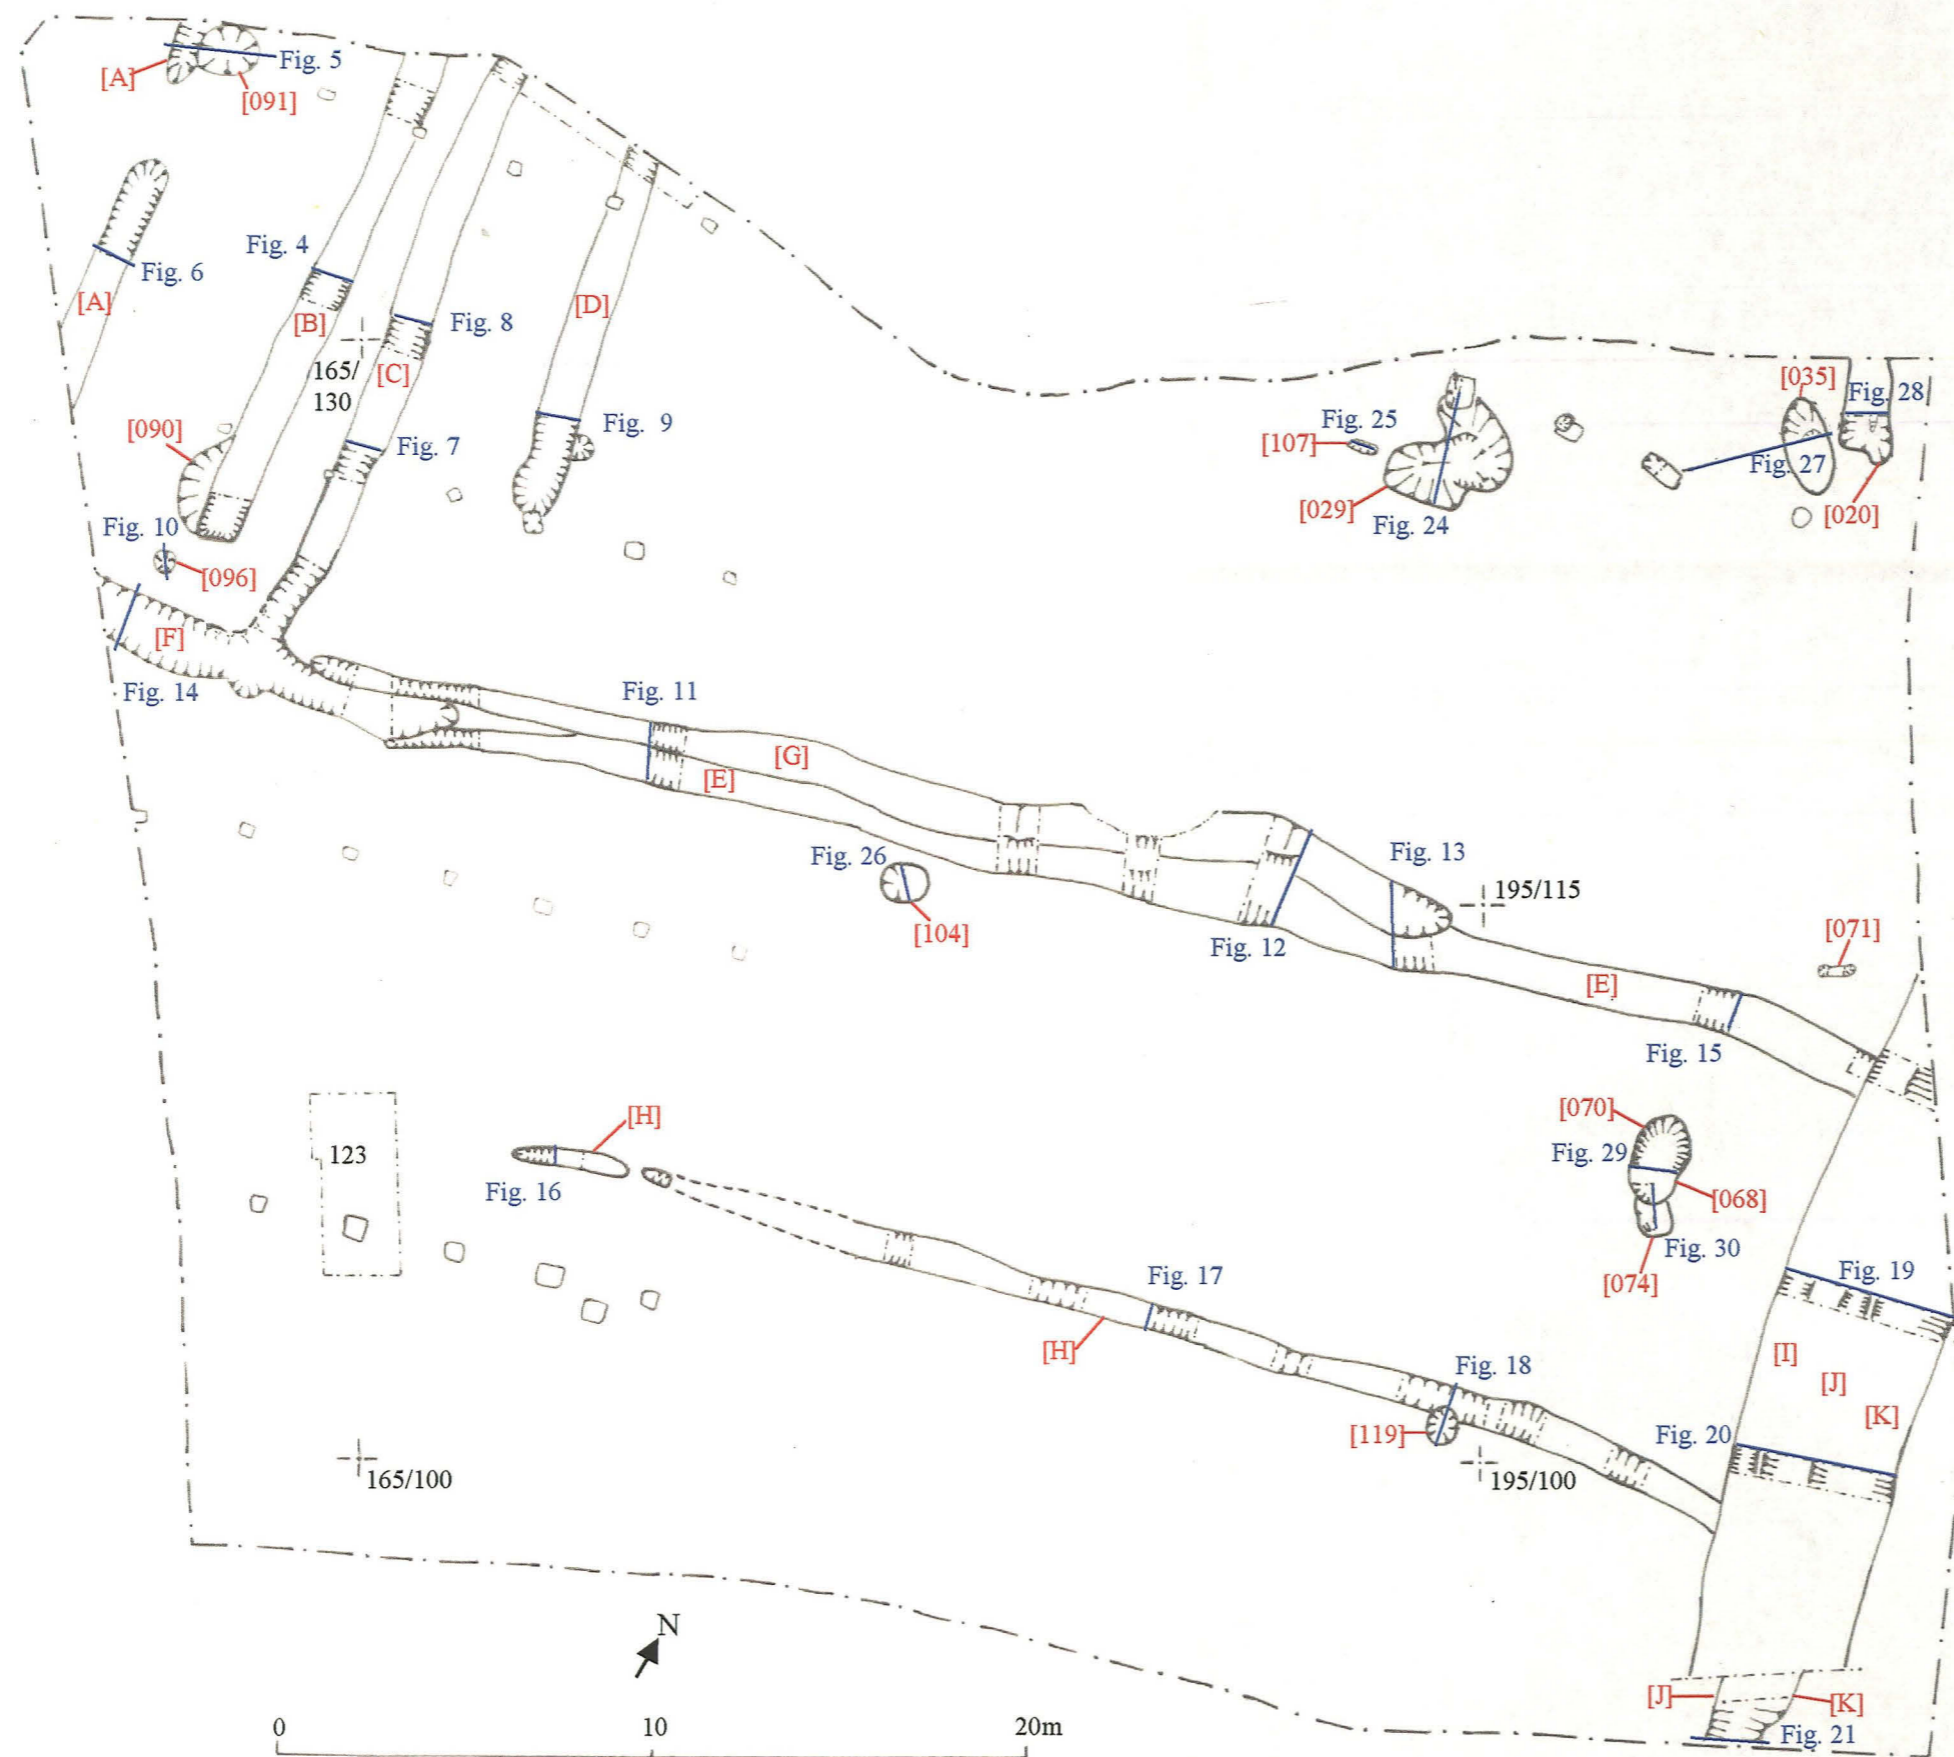 Fig. 5
[A]
[091]
Fig. 4
Fig. 6
[A]
[B]
[D]
Fig. 8
165/
130
[C]
[035]
Fig. 28
Fig. 25
[107]
[090]
Fig. 9
Fig. 7
Fig. 27
[029]
Fig. 24
[020]
Fig. 10
[096]
[F]
Fig. 14
Fig. 11
[G]
[E]
Fig. 26
[104]
Fig. 13
195/115
Fig. 12
[071]
[E]
Fig. 15
[H]
123
Fig. 16
[070]
Fig. 29
[068]
Fig. 30
[074]
Fig. 17
[H]
Fig. 19
[I]
[J]
[K]
Fig. 18
[119]
Fig. 20
165/100
195/100
N
[J]
[K]
Fig. 21
0
10
20m